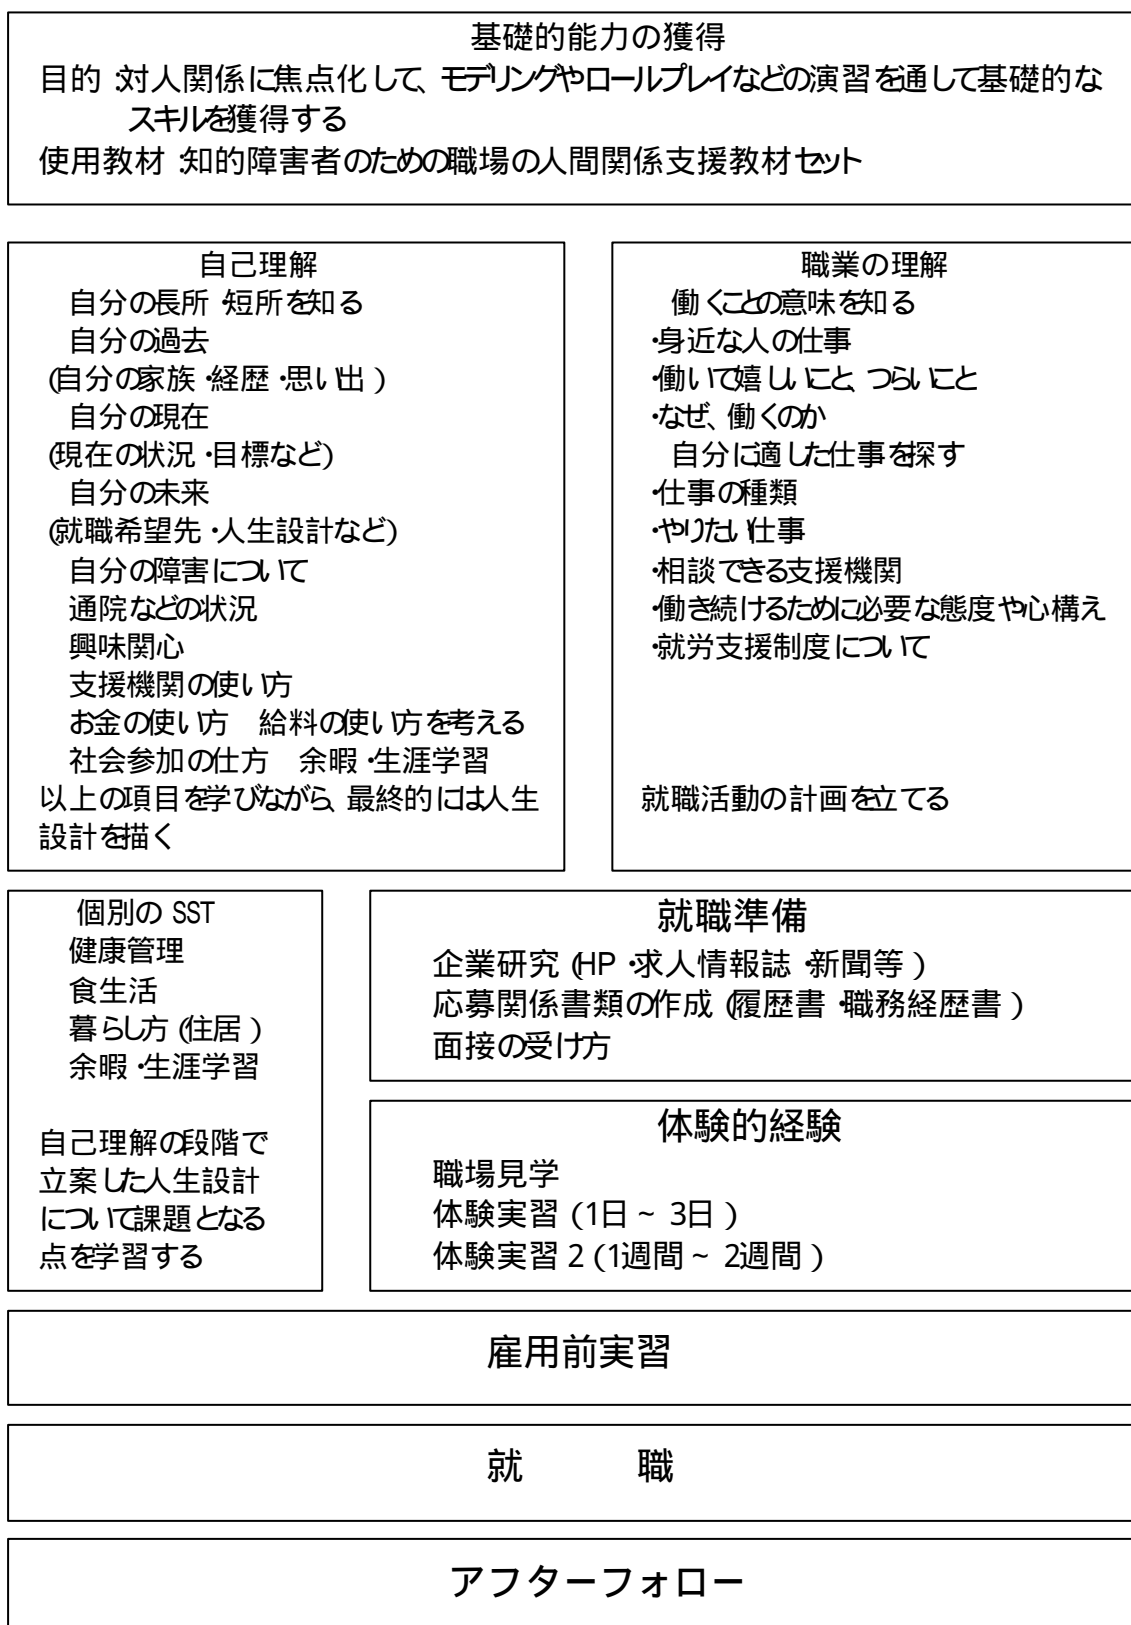 基礎的能力の獲得
目的:対人関係に焦点化して、モデリングやロールプレイなどの演習を通して基礎的な
スキルを獲得する
使用教材:知的障害者のための職場の人間関係支援教材セット
自己理解
自分の長所・短所を知る
自分の過去
(自分の家族・経歴・思い出)
自分の現在
(現在の状況・目標など)
自分の未来
(就職希望先・人生設計など)
自分の障害について
通院などの状況
興味関心
支援機関の使い方
お金の使い方 給料の使い方を考える
社会参加の仕方 余暇・生涯学習
以上の項目を学びながら、最終的には人生
設計を描く
職業の理解
働くことの意味を知る
・身近な人の仕事
・働いて嬉しいこと、つらいこと
・なぜ、働くのか
自分に適した仕事を探す
・仕事の種類
・やりたい仕事
・相談できる支援機関
・働き続けるために必要な態度や心構え
・就労支援制度について
就職活動の計画を立てる
個別の SST
健康管理
食生活
暮らし方(住居)
余暇・生涯学習
自己理解の段階で
立案した人生設計
について課題となる
点を学習する
就職準備
企業研究(HP・求人情報誌・新聞等)
応募関係書類の作成(履歴書・職務経歴書)
面接の受け方
体験的経験
職場見学
体験実習(1日~3日)
体験実習2(1週間~2週間)
雇用前実習
就 職
アフターフォロー